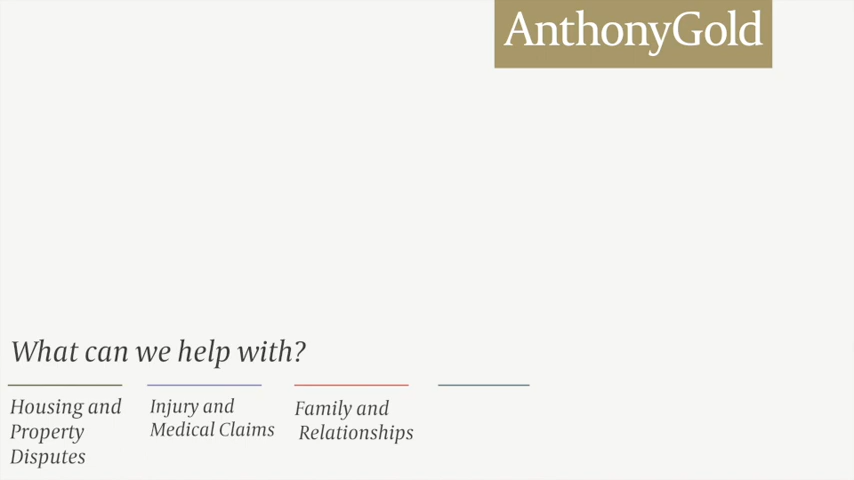 AnthonyGold
What can we help with?
Housing and
Property
Disputes
Injury and
Medical Claims
Family and
Relationships